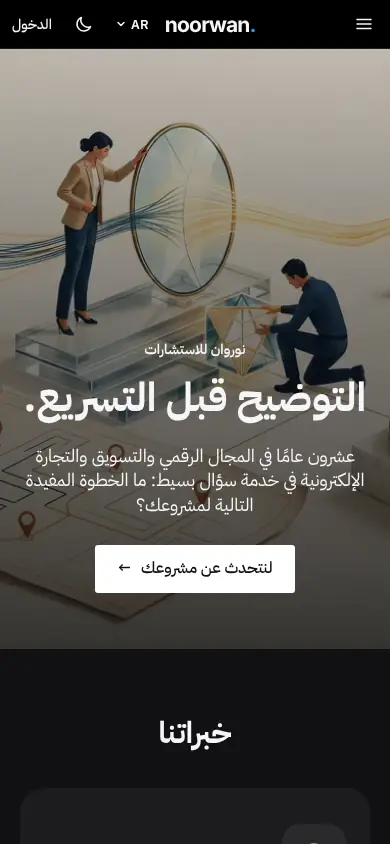 noorwan.
AR
الدخول
نوروان للاستشارات
التوضيح قبل التسريع.
عشرون عامًا في المجال الرقمي والتسويق والتجارة
الإلكترونية في خدمة سؤال بسيط: ما الخطوة المفيدة
التالية لمشروعك؟
لنتحدث عن مشروعك ←
خبراتنا